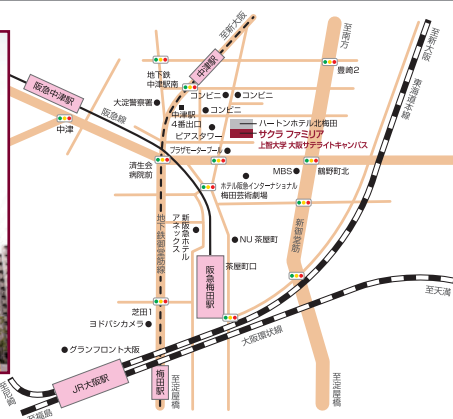 至新大阪
至南方
至新大阪
中津駅
豊崎2
地下鉄
中津駅南
阪急中津駅
東海道本線
コンビニ
コンビニ
大淀警察署
中津駅
4番出口
コンビニ
阪急線
ピアスタワー
ハートンホテル北梅田
サクラ ファミリア
上智大学 大阪サテライトキャンパス
中津
プラザモータープール
済生会
病院前
MBS
鶴野町北
ホテル阪急インターナショナル
梅田芸術劇場
地下鉄御堂筋線
新阪急ホテル
アネックス
新御堂筋
NU 茶屋町
茶屋町口
阪急梅田駅
至天満
芝田1
ヨドバシカメラ
大阪環状線
グランフロント大阪
JR大阪駅
梅田駅
至淀屋橋
至淀屋橋
至尼崎
至福島